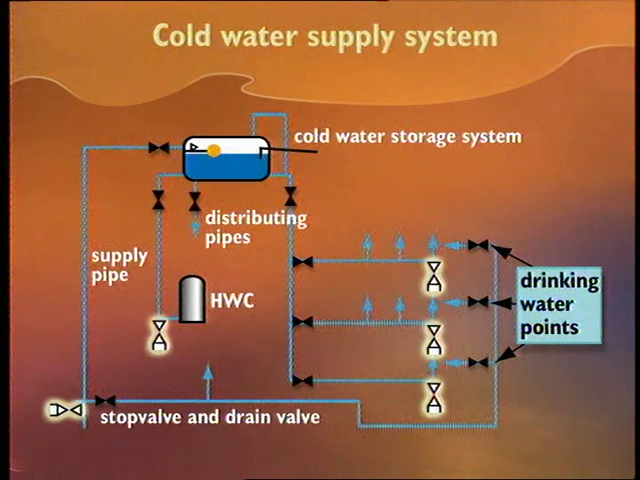 Cold water supply system
cold water storage system
distributing
pipes
supply
pipe
HWC
drinking
water
points
stopvalve and drain valve